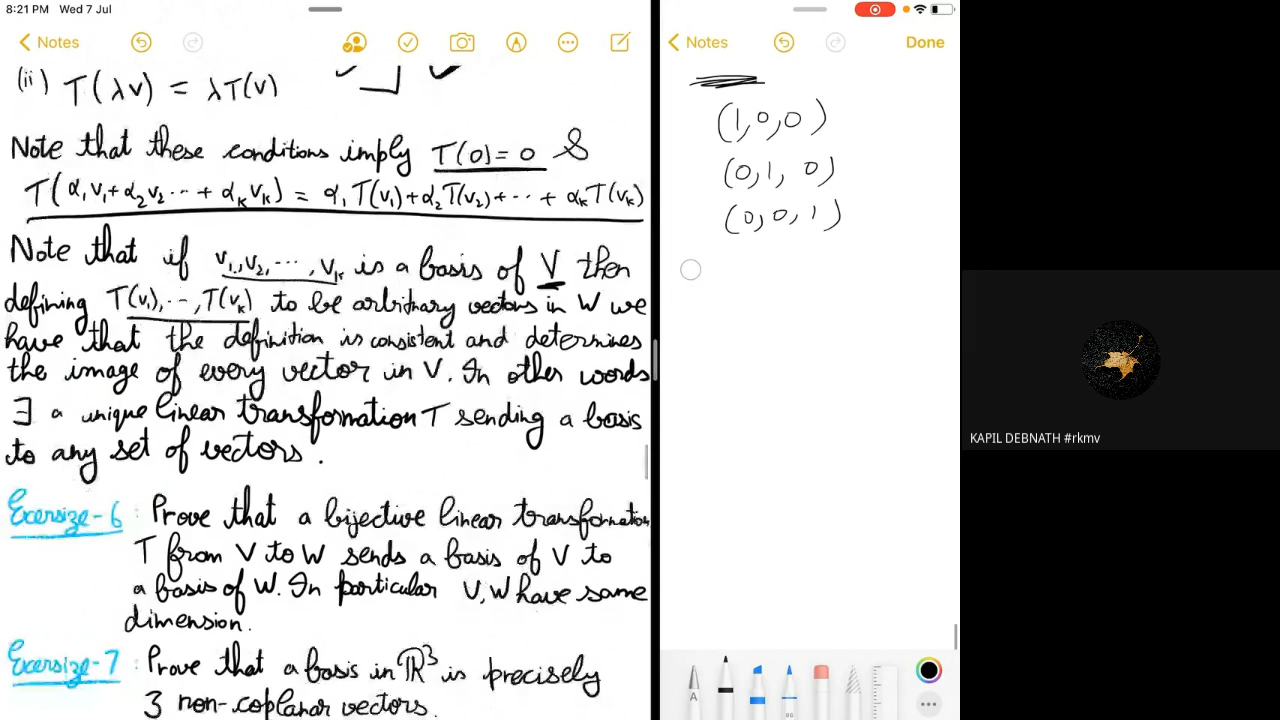 8:21 PM Wed 7 Jul
Notes
(ii) T(λv) = λT(v)
Note that these conditions imply T(0) = 0 &
T(α₁v₁+α₂v₂ ... + αₖvₖ) = α₁T(v₁)+α₂T(v₂)+...+ αₖT(vₖ)
Note that if v₁,v₂,...,vₖ is a basis of V then
defining T(v₁),...,T(vₖ) to be arbitrary vectors in W we
have that the definition is consistent and determines
the image of every vector in V. In other words
∃ a unique linear transformation T sending a basis
to any set of vectors.
Exersize-6 : Prove that a bijective linear transformation
T from V to W sends a basis of V to
a basis of W. In particular V,W have same
dimension.
Exersize-7 : Prove that a basis in ℝ³ is precisely
3 non-coplanar vectors.
Notes
Done
(1,0,0)
(0,1,0)
(0,0,1)
A
KAPIL DEBNATH #rkmv